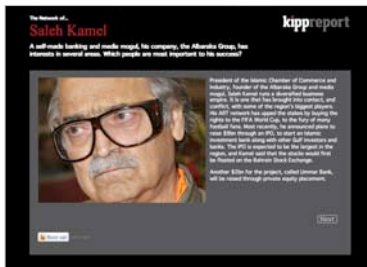 The Network of...
kippreport
Saleh Kamel
A self-made banking and media mogul, his company, the Albaraka Group, has
interests in several areas. Which people are most important to his success?
President of the Islamic Chamber of Commerce and
Industry, founder of the Albaraka Group and media
mogul, Saleh Kamel runs a diversified business
empire. It is one that has brought into contact, and
conflict, with some of the region's biggest players.
His ART network has upped the stakes by buying the
rights to the FIFA World Cup, to the fury of many
football fans. Most recently, he announced plans to
raise
to start an Islamic
investment bank along with other Gulf investors and
banks. The IPO is expected to be the largest in the
region, and Kamel said that the stocks would first
be floated on the Bahrain Stock Exchange.
Another
for the project, called Ummar Bank,
will be raised through private equity placement.
Next